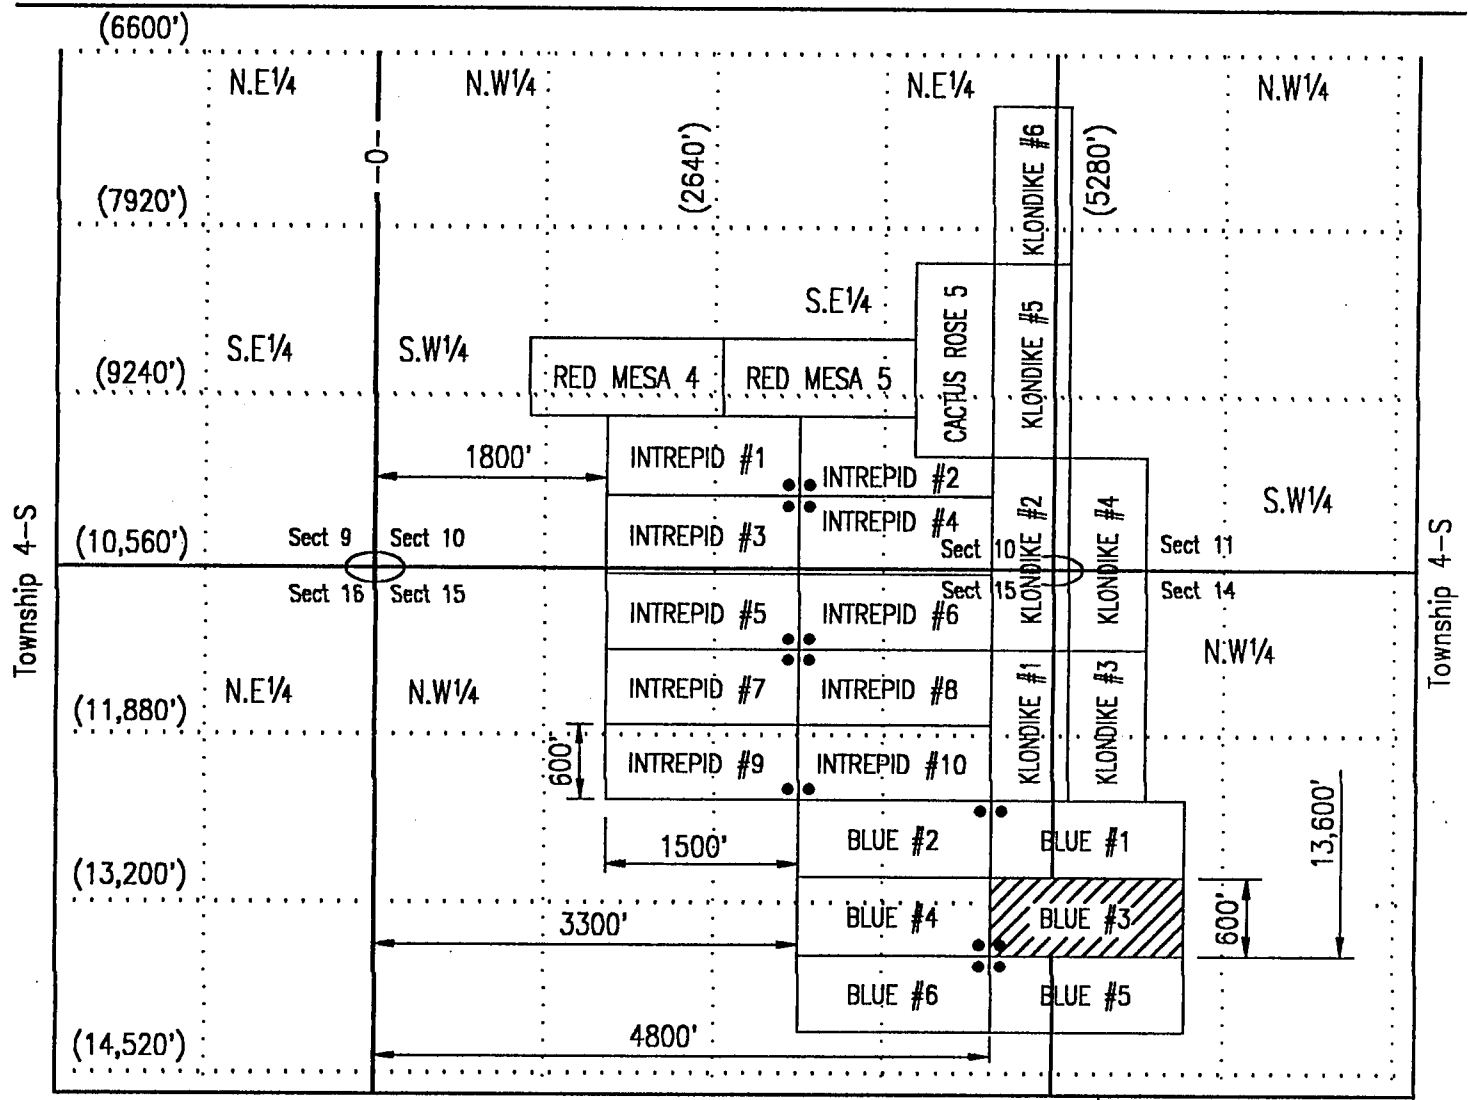 (6600')
N.E¼ N.W¼ N.E¼ N.W¼
-0-
(2640')
(5280')
KLONDIKE #6
(7920')
S.E¼
CACTUS ROSE 5
KLONDIKE #5
S.E¼ S.W¼
(9240')
RED MESA 4 RED MESA 5
1800'
INTREPID #1
INTREPID #2
KLONDIKE #2
KLONDIKE #4
S.W¼
INTREPID #3 INTREPID #4
(10,560')
Sect 9 Sect 10 Sect 10 Sect 11
Sect 16 Sect 15 Sect 15 Sect 14
Township 4-S
Township 4-S
INTREPID #5 INTREPID #6
N.W¼
N.E¼ N.W¼
INTREPID #7 INTREPID #8
KLONDIKE #1
KLONDIKE #3
(11,880')
600'
INTREPID #9 INTREPID #10
1500'
BLUE #2 BLUE #1
13,600'
(13,200')
3300'
BLUE #4 BLUE #3
600'
BLUE #6 BLUE #5
(14,520')
4800'